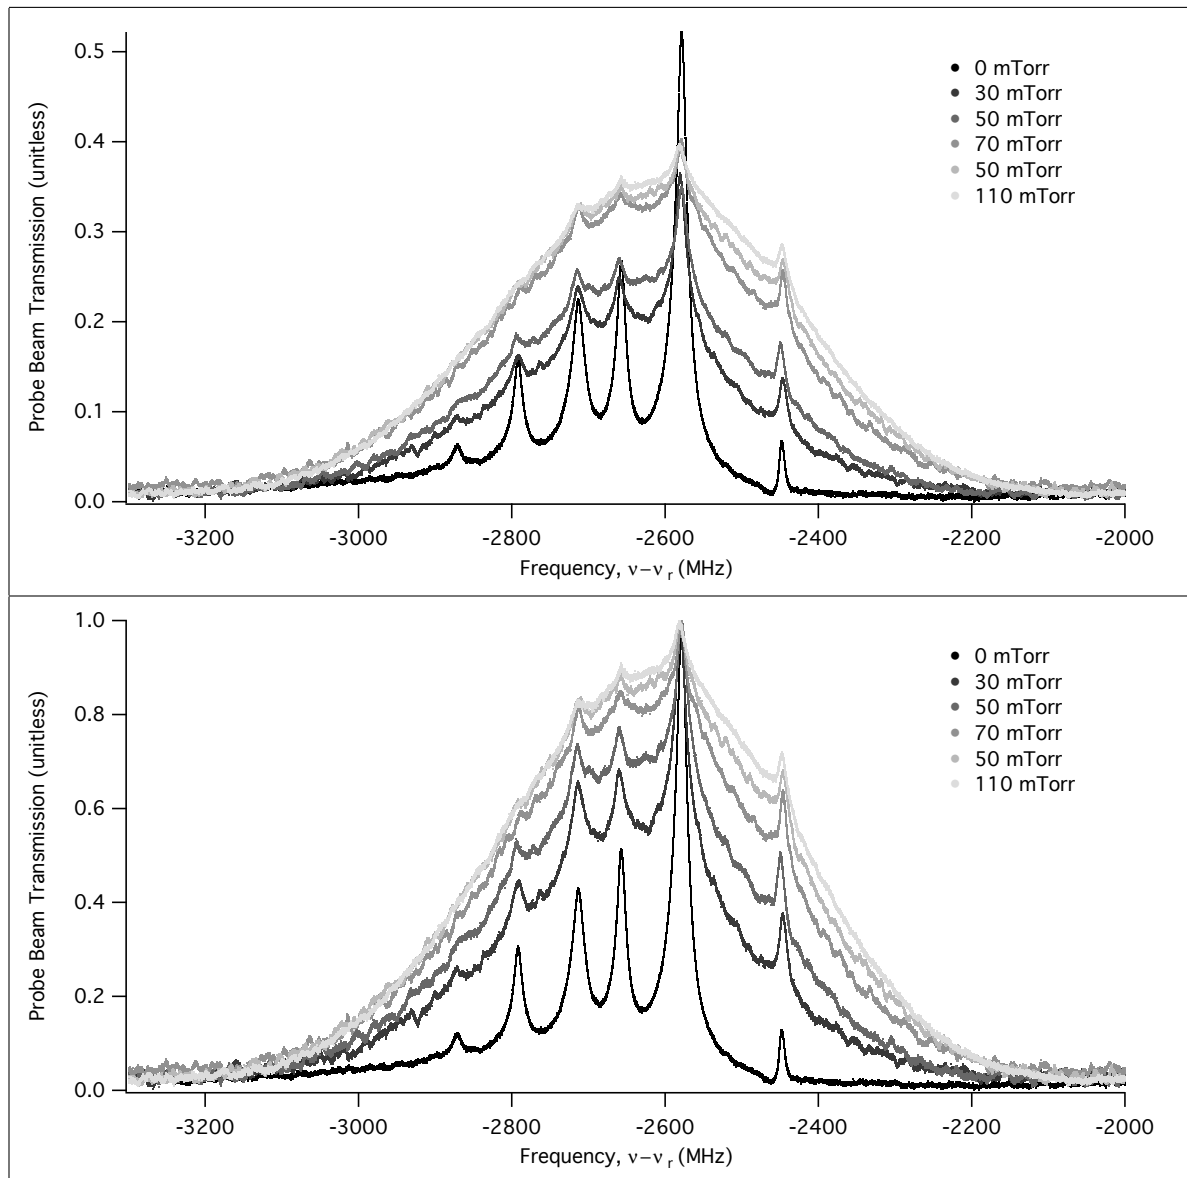 0.5
0.4
0.3
0.2
0.1
0.0
Probe Beam Transmission (unitless)
0 mTorr
30 mTorr
50 mTorr
70 mTorr
50 mTorr
110 mTorr
-3200 -3000 -2800 -2600 -2400 -2200 -2000
Frequency, ν−ν r (MHz)
1.0
0.8
0.6
0.4
0.2
0.0
Probe Beam Transmission (unitless)
0 mTorr
30 mTorr
50 mTorr
70 mTorr
50 mTorr
110 mTorr
-3200 -3000 -2800 -2600 -2400 -2200 -2000
Frequency, ν−ν r (MHz)